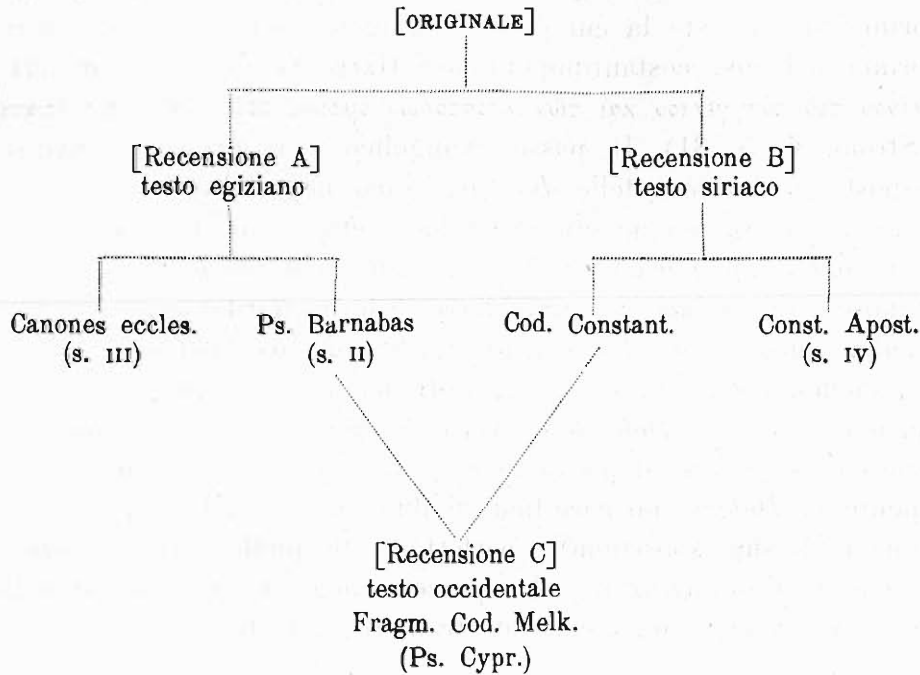 [ORIGINALE]
[Recensione A] [Recensione B]
testo egiziano testo siriaco
Canones eccles. Ps. Barnabas Cod. Constant. Const. Apost.
(s. III) (s. II) (s. IV)
[Recensione C]
testo occidentale
Fragm. Cod. Melk.
(Ps. Cypr.)